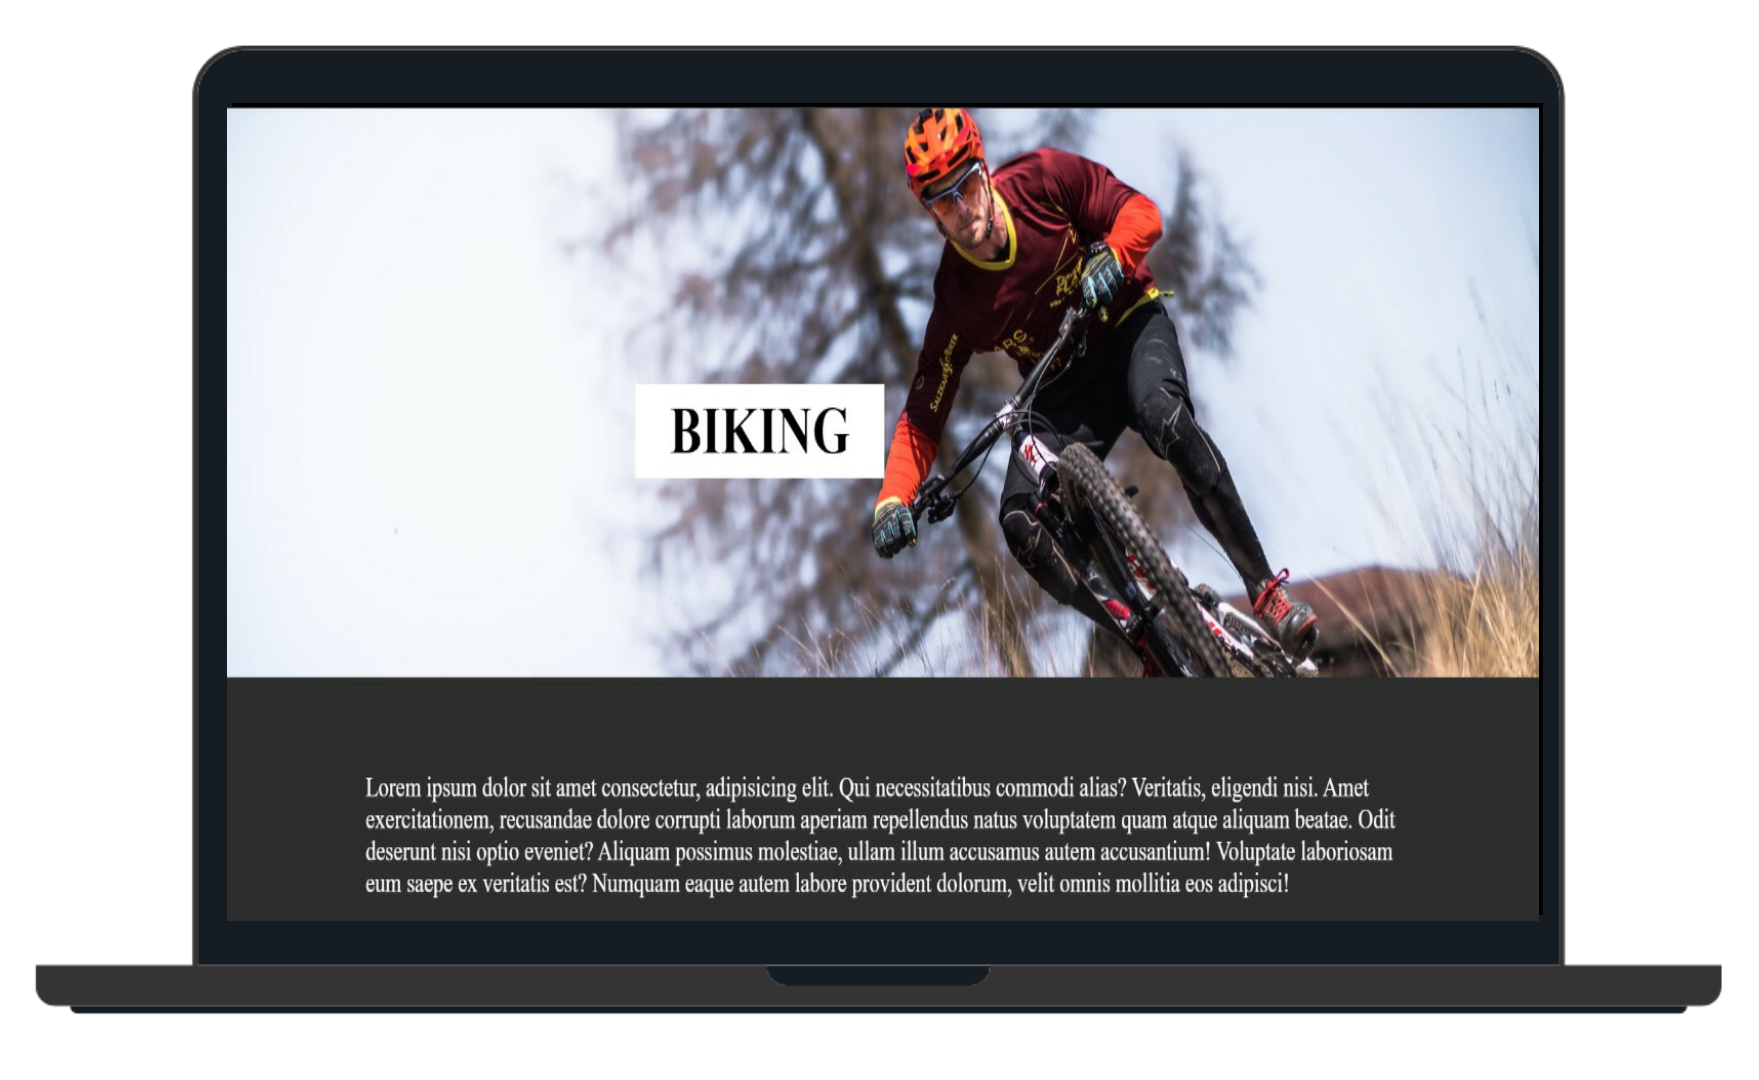 BIKING
SALZKAMMERGUT BIKER
Lorem ipsum dolor sit amet consectetur, adipisicing elit. Qui necessitatibus commodi alias? Veritatis, eligendi nisi. Amet
exercitationem, recusandae dolore corrupti laborum aperiam repellendus natus voluptatem quam atque aliquam beatae. Odit
deserunt nisi optio eveniet? Aliquam possimus molestiae, ullam illum accusamus autem accusantium! Voluptate laboriosam
eum saepe ex veritatis est? Numquam eaque autem labore provident dolorum, velit omnis mollitia eos adipisci!